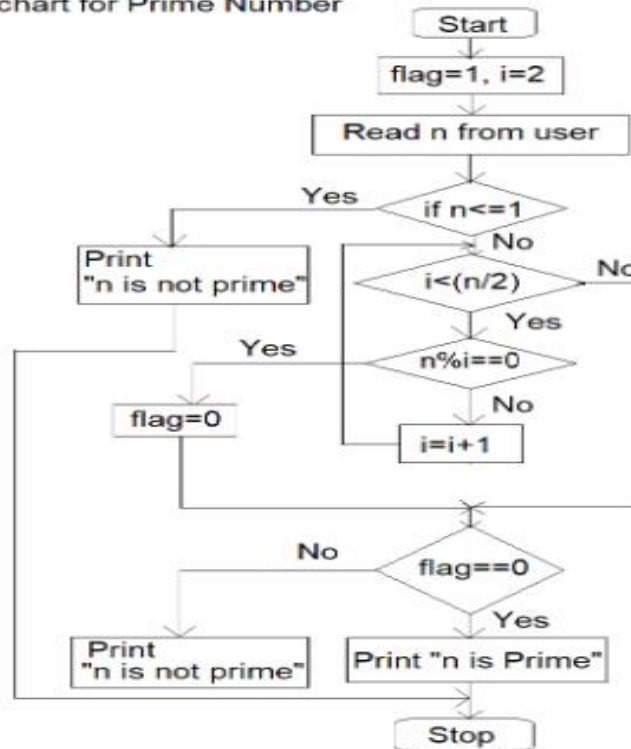 chart for Prime Number
Start
flag=1, i=2
Read n from user
if n<=1
Yes
No
Print
"n is not prime"
i<(n/2)
No
Yes
n%i==0
Yes
No
flag=0
i=i+1
flag==0
No
Yes
Print
"n is not prime"
Print "n is Prime"
Stop